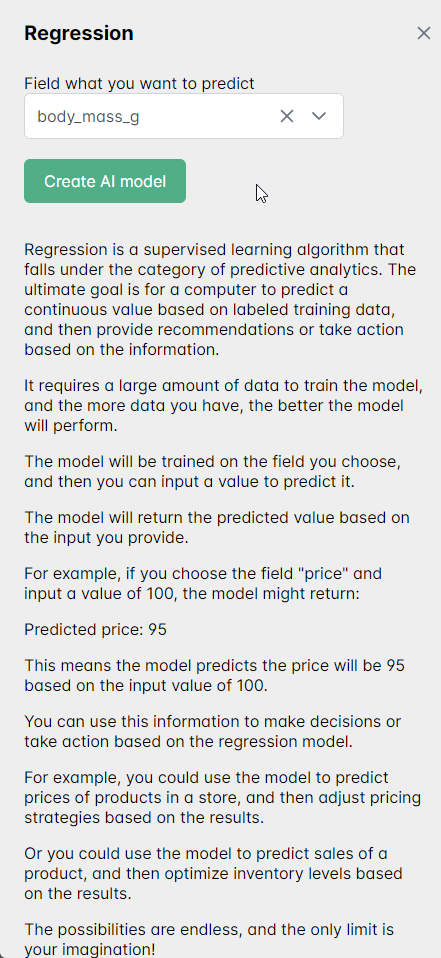 Regression
Field what you want to predict
body_mass_g
Create AI model
Regression is a supervised learning algorithm that
falls under the category of predictive analytics. The
ultimate goal is for a computer to predict a
continuous value based on labeled training data,
and then provide recommendations or take action
based on the information.
It requires a large amount of data to train the model,
and the more data you have, the better the model
will perform.
The model will be trained on the field you choose,
and then you can input a value to predict it.
The model will return the predicted value based on
the input you provide.
For example, if you choose the field "price" and
input a value of 100, the model might return:
Predicted price: 95
This means the model predicts the price will be 95
based on the input value of 100.
You can use this information to make decisions or
take action based on the regression model.
For example, you could use the model to predict
prices of products in a store, and then adjust pricing
strategies based on the results.
Or you could use the model to predict sales of a
product, and then optimize inventory levels based
on the results.
The possibilities are endless, and the only limit is
your imagination!